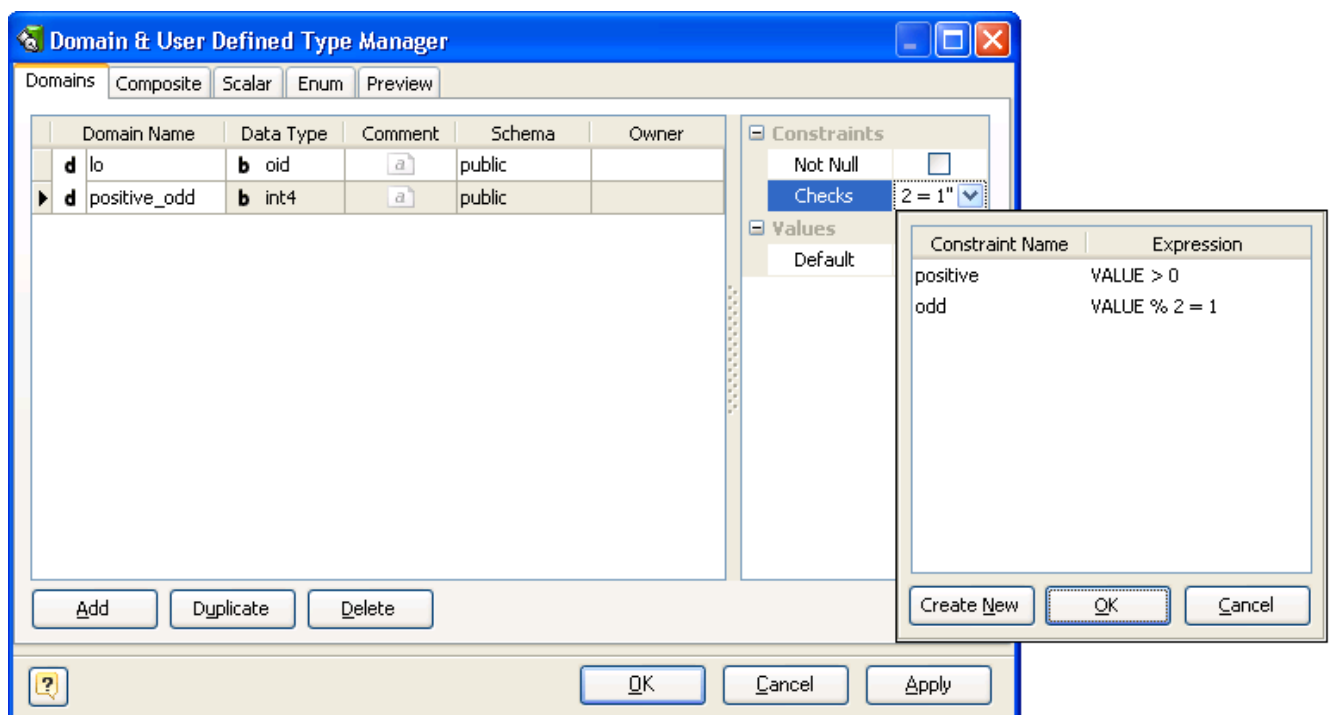 Domain & User Defined Type Manager
Domains Composite Scalar Enum Preview
Domain Name Data Type Comment Schema Owner
d lo b oid a public
d positive_odd b int4 a public
Constraints
Not Null
Checks 2 = 1"
Values
Default
Constraint Name Expression
positive VALUE > 0
odd VALUE % 2 = 1
Create New OK Cancel
Add Duplicate Delete
? OK Cancel Apply